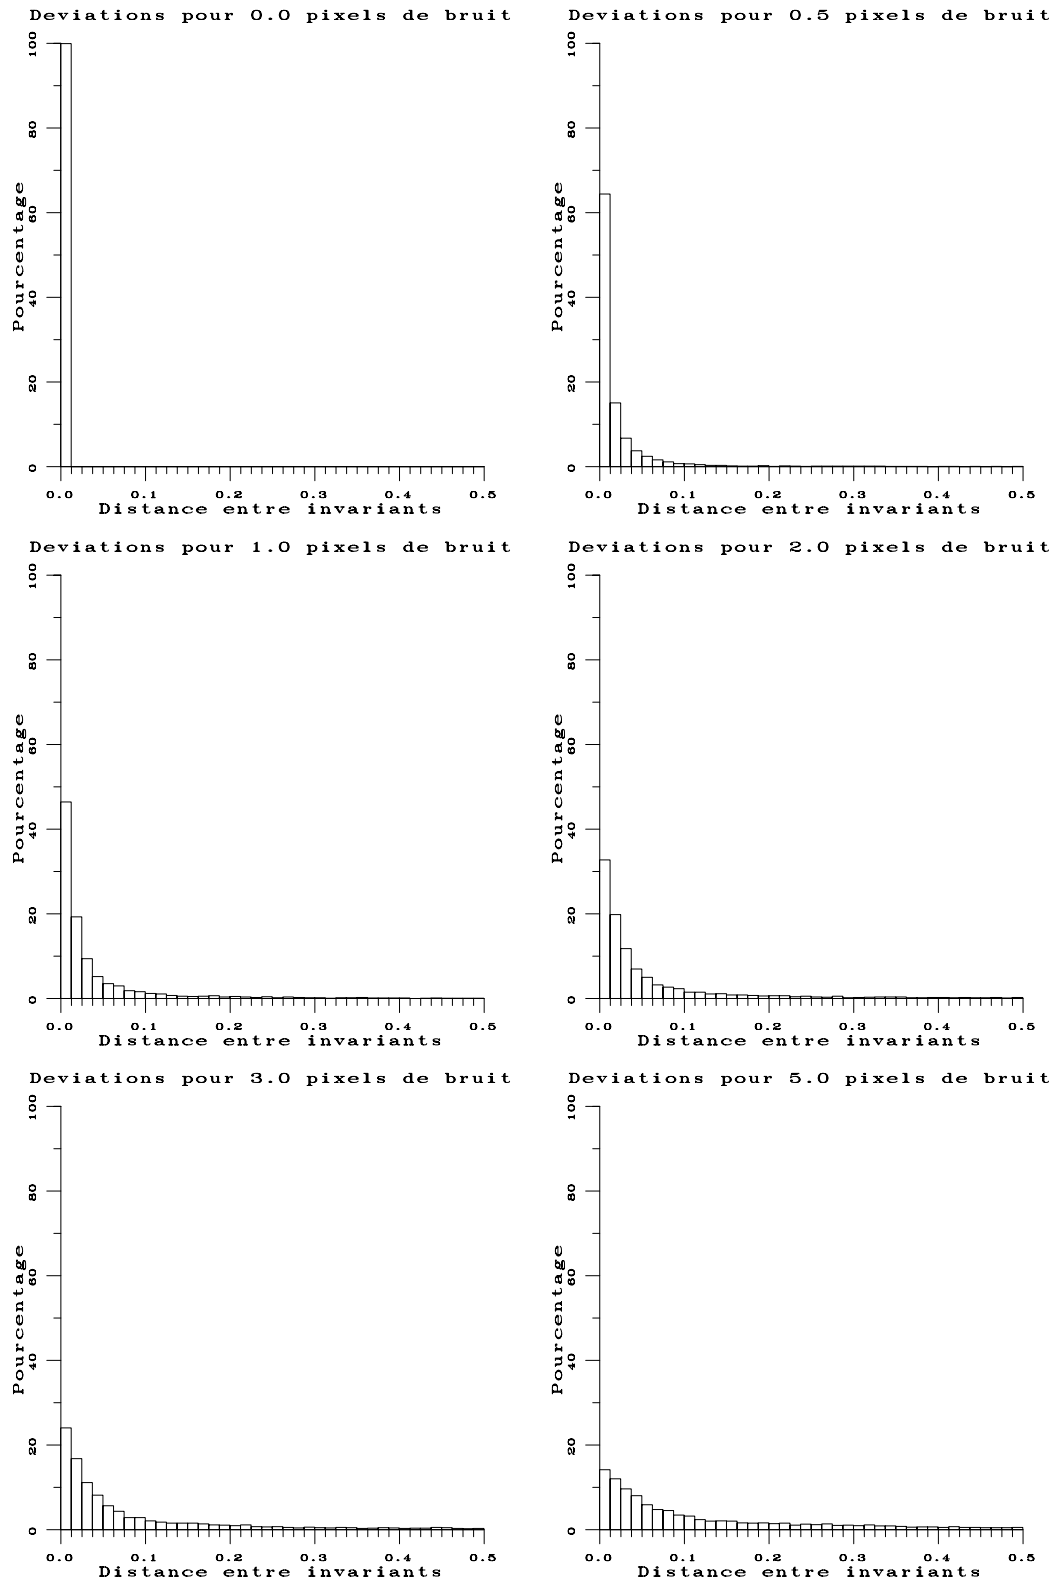 Deviations pour 0.0 pixels de bruit
Pourcentage
100
80
60
40
20
0
0.0 0.1 0.2 0.3 0.4 0.5
Distance entre invariants
Deviations pour 0.5 pixels de bruit
Pourcentage
100
80
60
40
20
0
0.0 0.1 0.2 0.3 0.4 0.5
Distance entre invariants
Deviations pour 1.0 pixels de bruit
Pourcentage
100
80
60
40
20
0
0.0 0.1 0.2 0.3 0.4 0.5
Distance entre invariants
Deviations pour 2.0 pixels de bruit
Pourcentage
100
80
60
40
20
0
0.0 0.1 0.2 0.3 0.4 0.5
Distance entre invariants
Deviations pour 3.0 pixels de bruit
Pourcentage
100
80
60
40
20
0
0.0 0.1 0.2 0.3 0.4 0.5
Distance entre invariants
Deviations pour 5.0 pixels de bruit
Pourcentage
100
80
60
40
20
0
0.0 0.1 0.2 0.3 0.4 0.5
Distance entre invariants